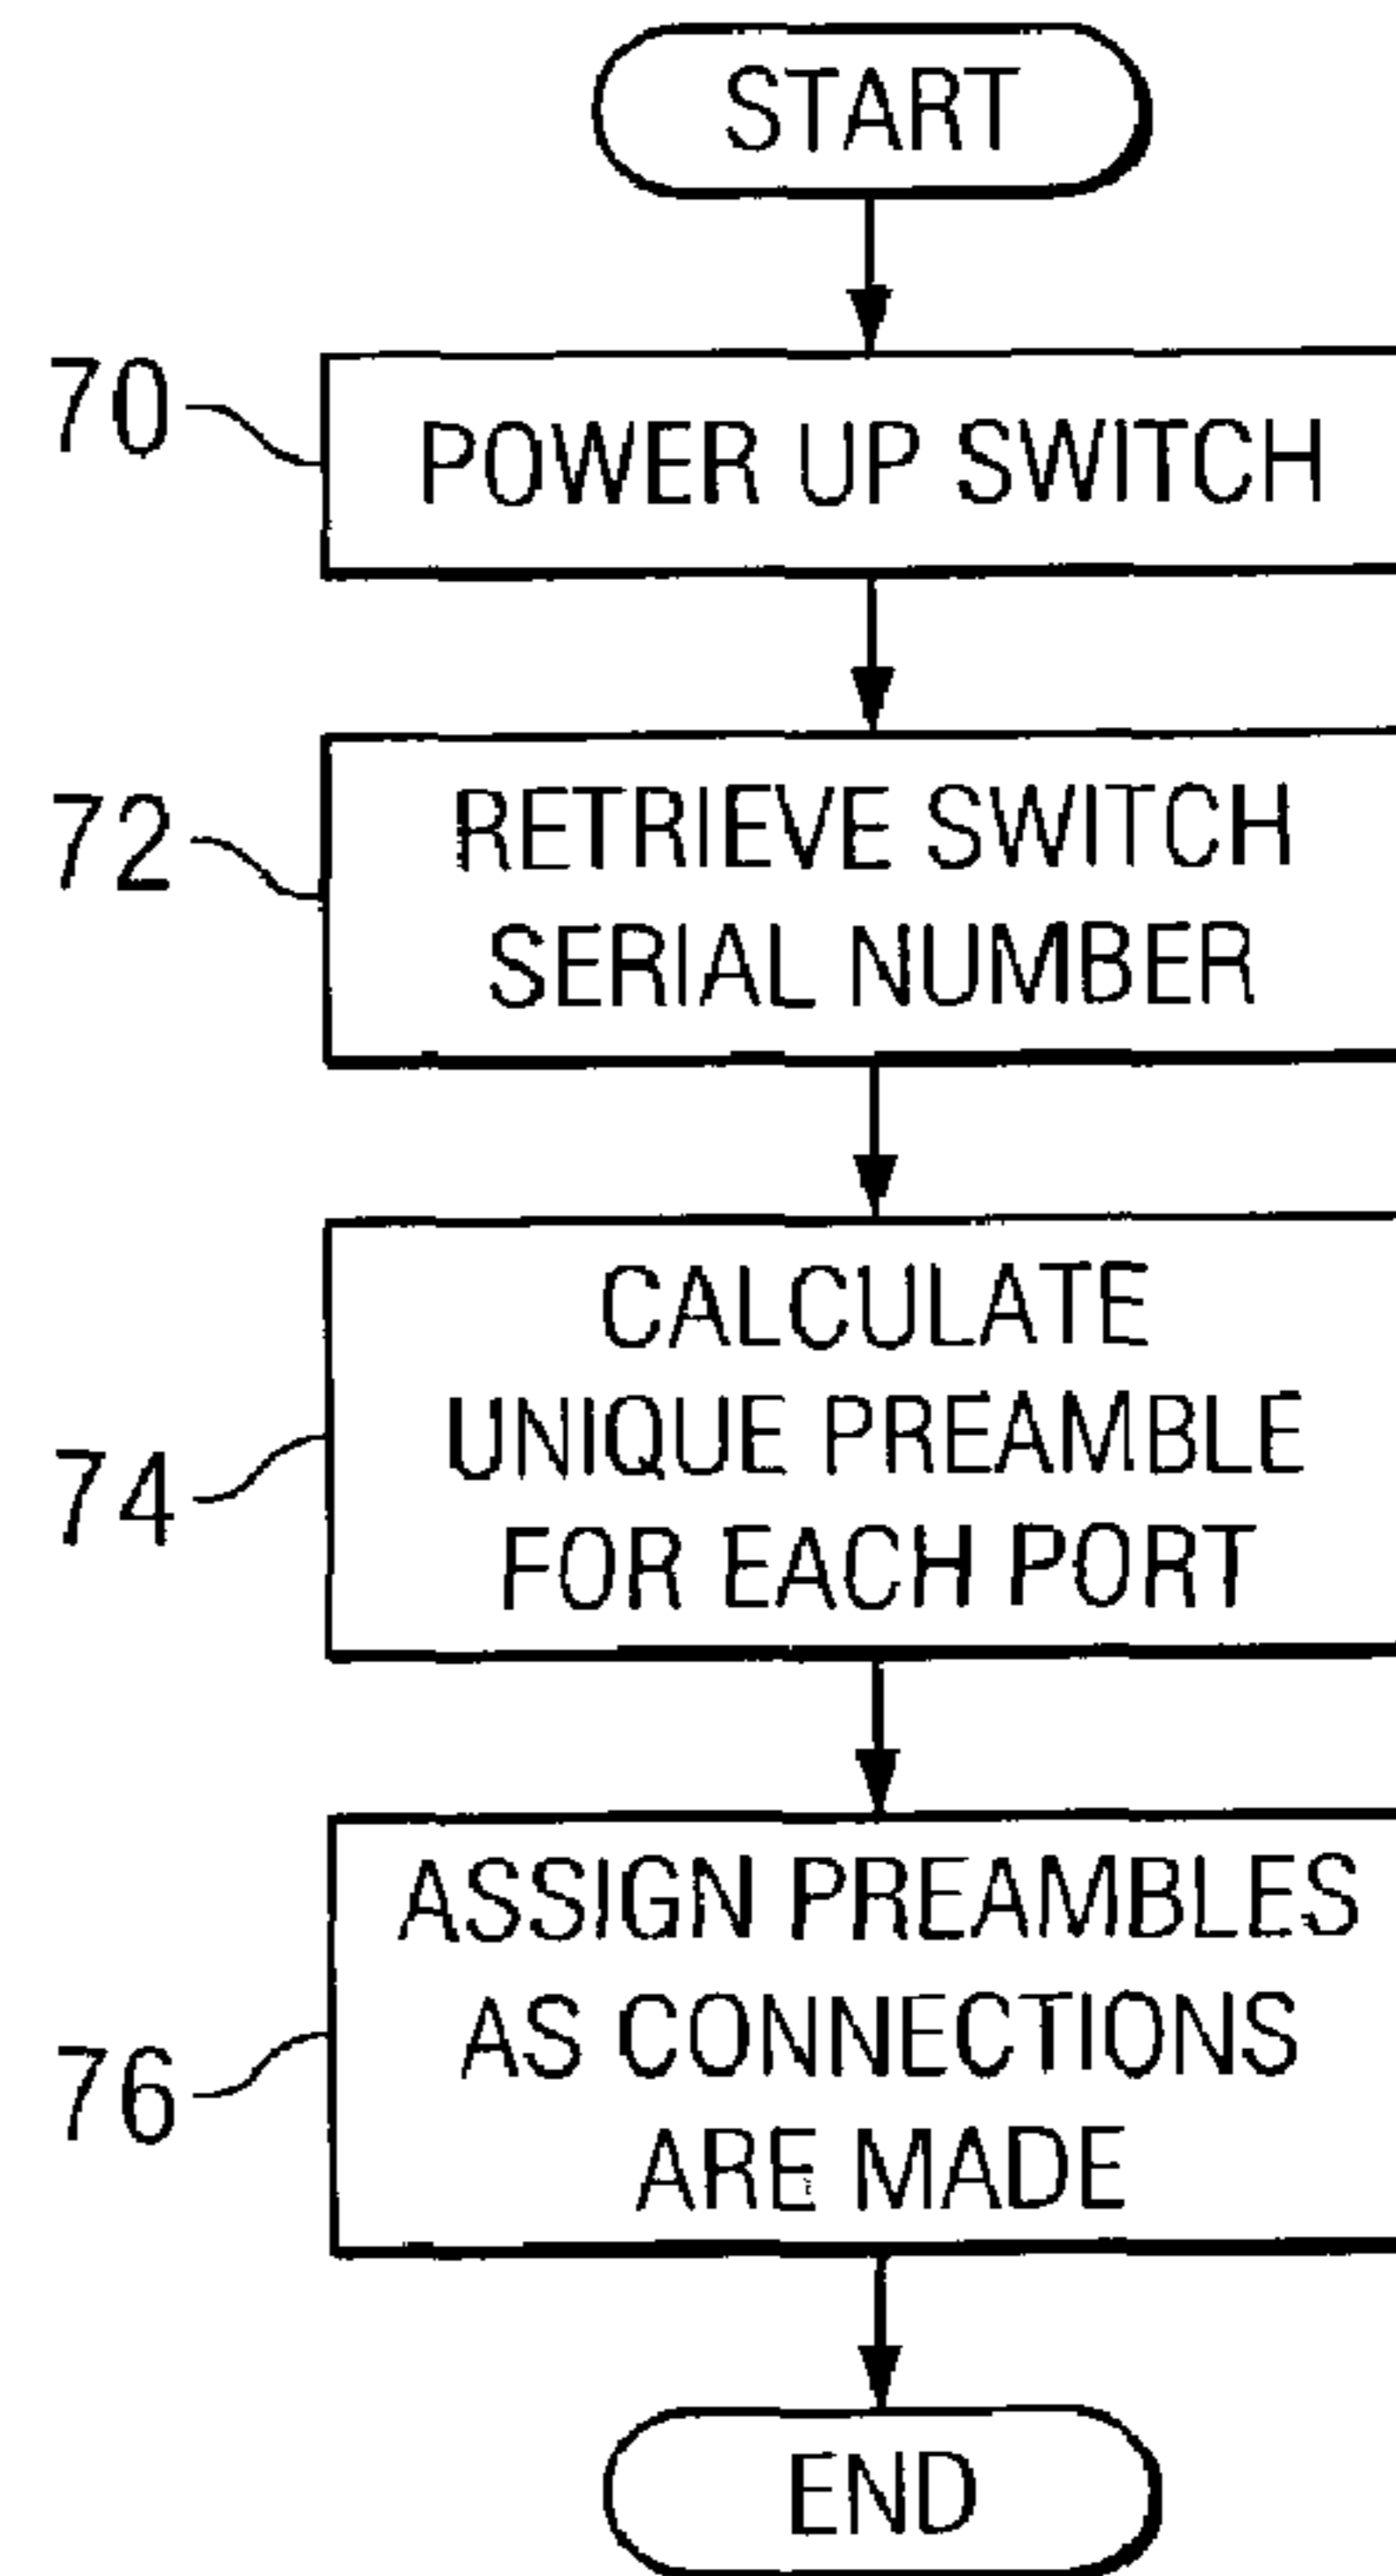 START
70
POWER UP SWITCH
72
RETRIEVE SWITCH
SERIAL NUMBER
74
CALCULATE
UNIQUE PREAMBLE
FOR EACH PORT
76
ASSIGN PREAMBLES
AS CONNECTIONS
ARE MADE
END